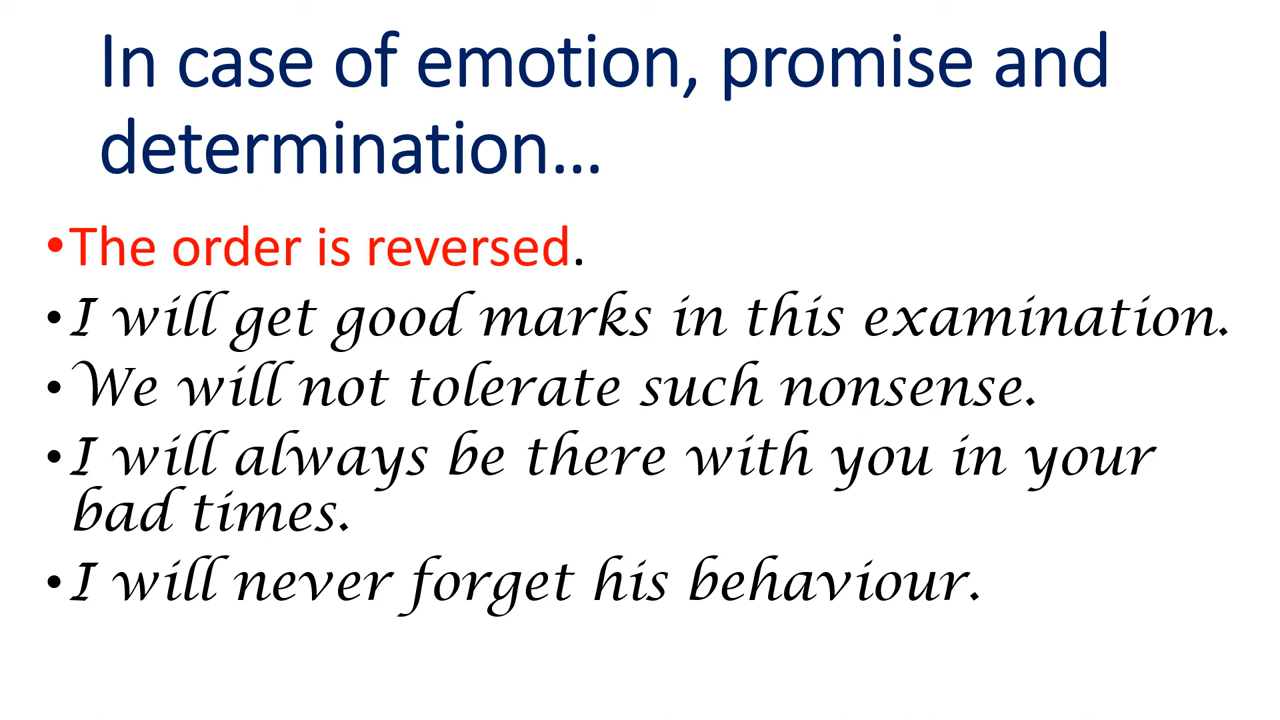 In case of emotion, promise and
determination…
•The order is reversed.
•I will get good marks in this examination.
•We will not tolerate such nonsense.
•I will always be there with you in your
bad times.
•I will never forget his behaviour.